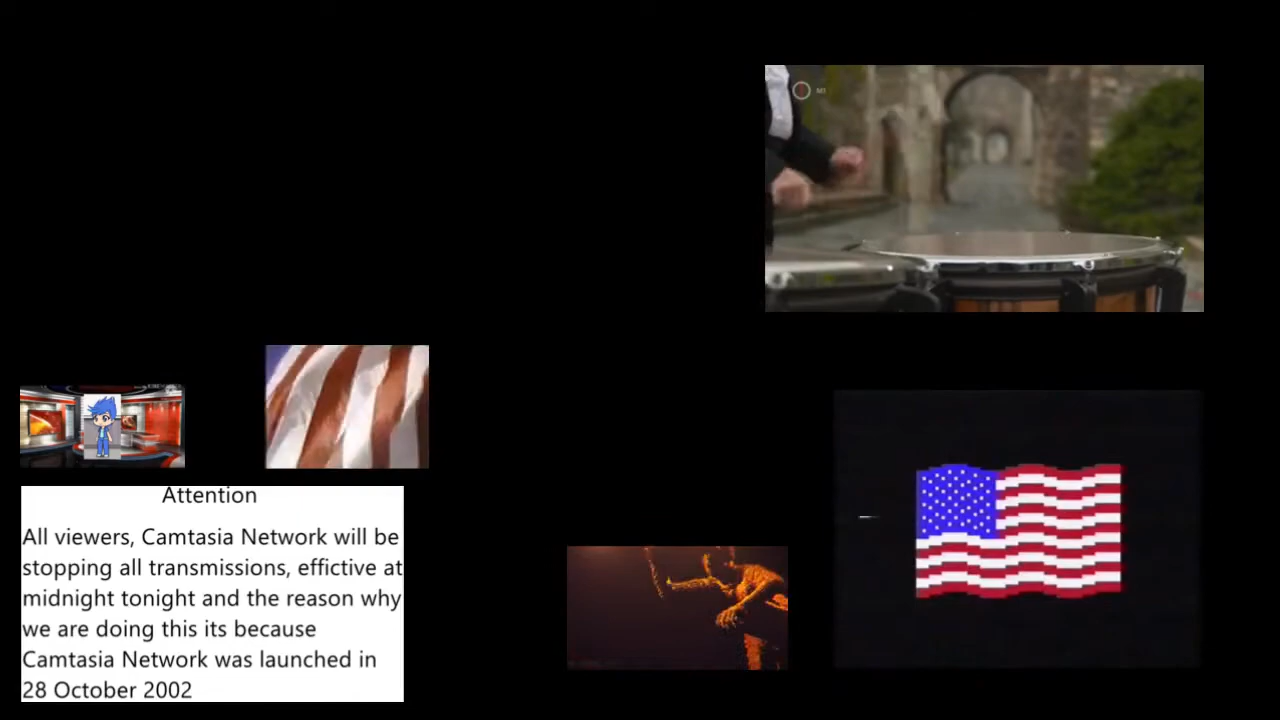 Attention
All viewers, Camtasia Network will be
stopping all transmissions, effictive at
midnight tonight and the reason why
we are doing this its because
Camtasia Network was launched in
28 October 2002